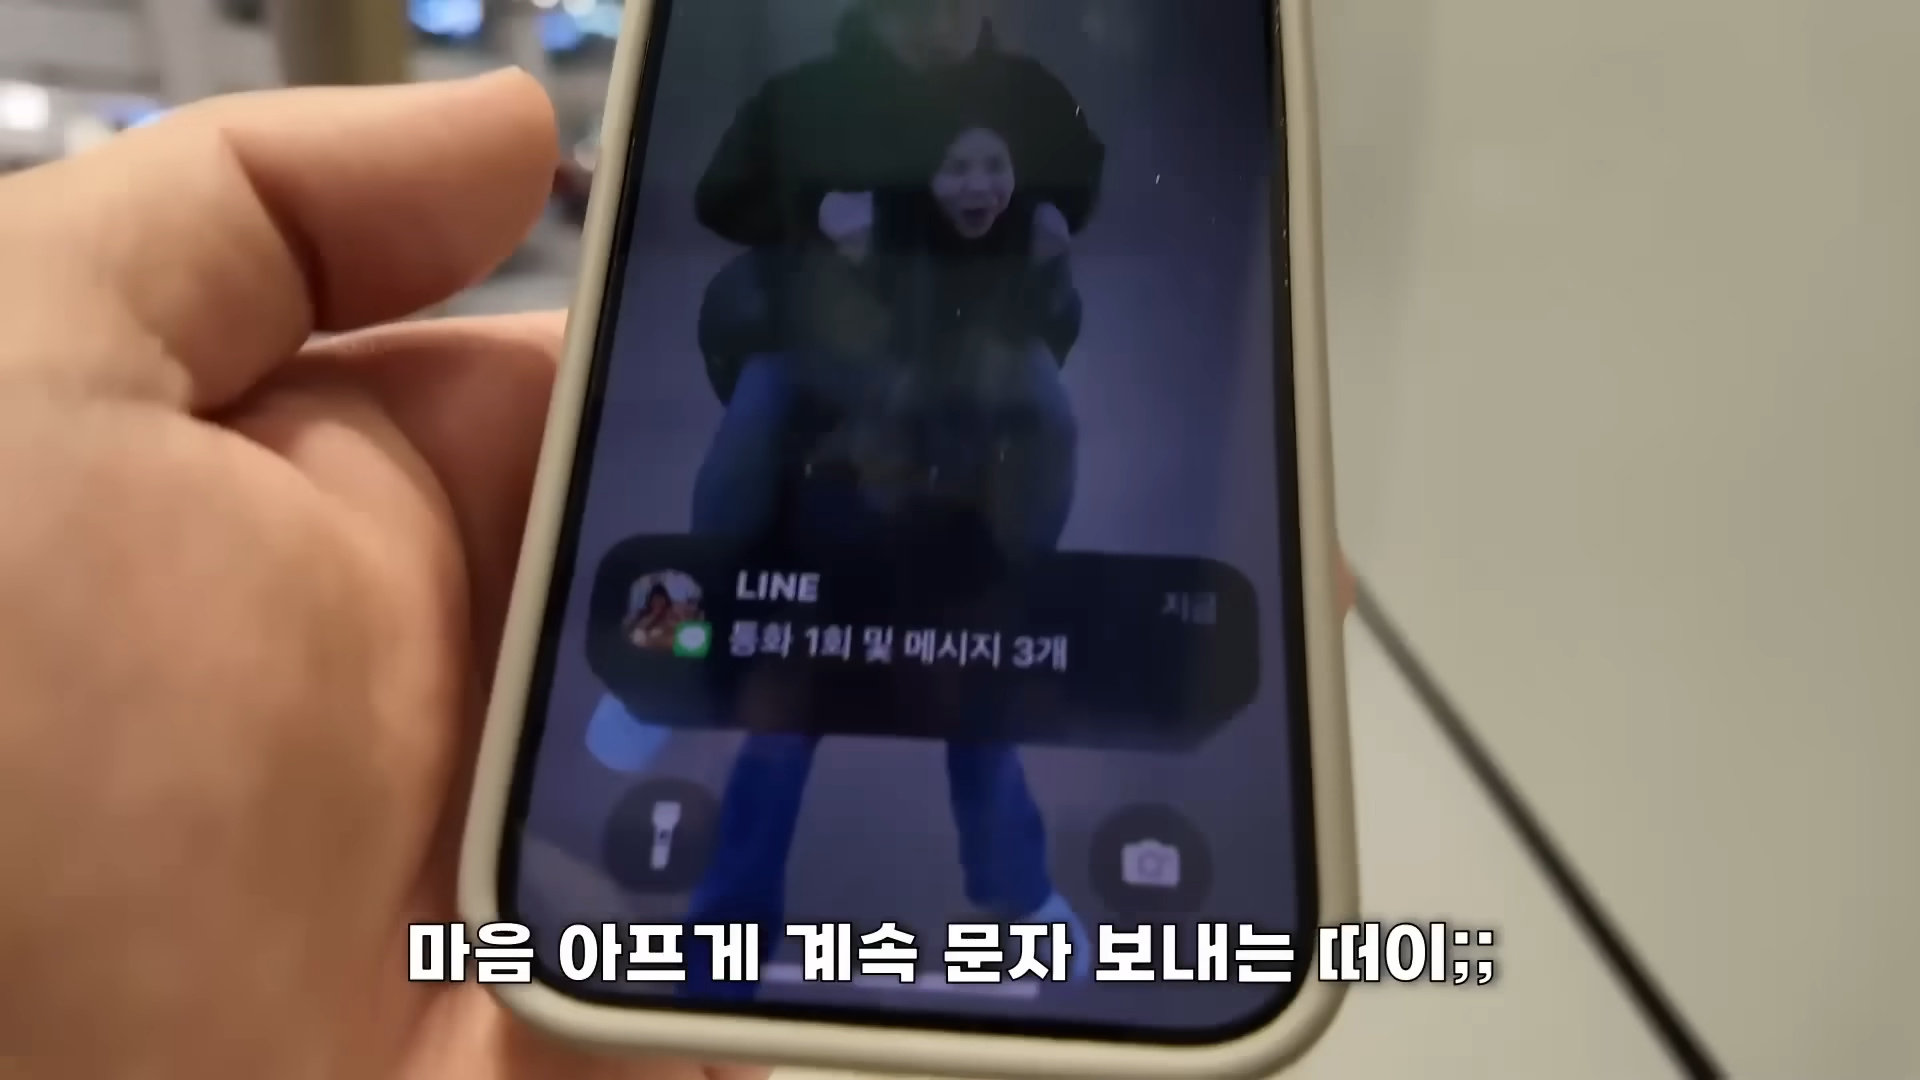 LINE
지금
통화 1회 및 메시지 3개
마음 아프게 계속 문자 보내는 떠이;;